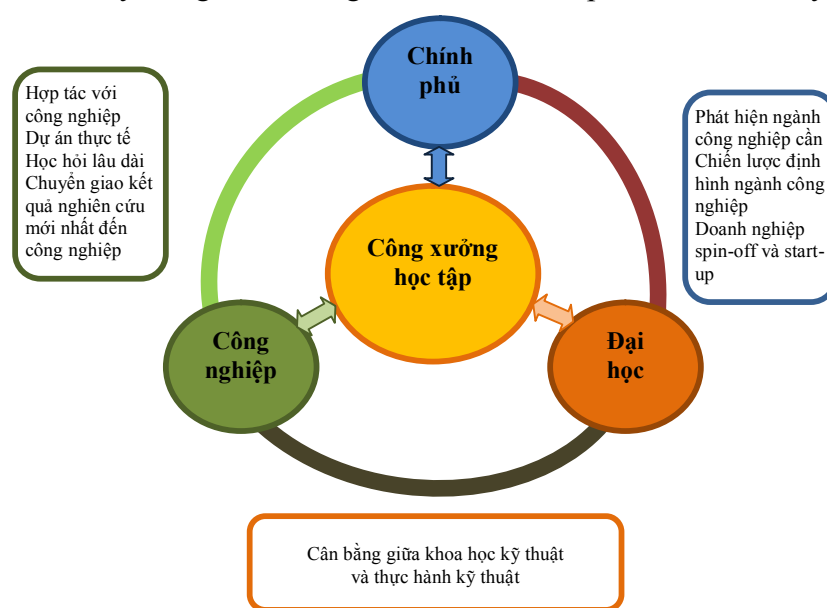 Chính
phủ
Hợp tác với
công nghiệp
Dự án thực tế
Học hỏi lâu dài
Chuyển giao kết
quả nghiên cứu
mới nhất đến
công nghiệp
Phát hiện ngành
công nghiệp cần
Chiến lược định
hình ngành công
nghiệp
Doanh nghiệp
spin-off và start-
up
Công xưởng
học tập
Công
nghiệp
Đại
học
Cân bằng giữa khoa học kỹ thuật
và thực hành kỹ thuật